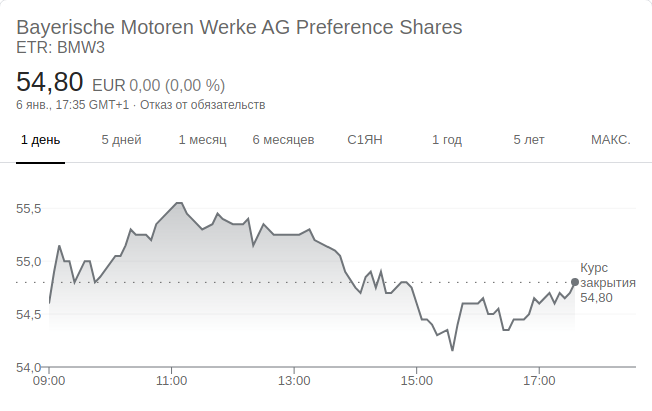 Bayerische Motoren Werke AG Preference Shares
ETR: BMW3
54,80 EUR 0,00 (0,00 %)
6 янв., 17:35 GMT+1 · Отказ от обязательств
1 день 5 дней 1 месяц 6 месяцев С1ЯН 1 год 5 лет МАКС.
55,5
55,0
54,5
54,0
Курс
закрытия
54,80
09:00 11:00 13:00 15:00 17:00